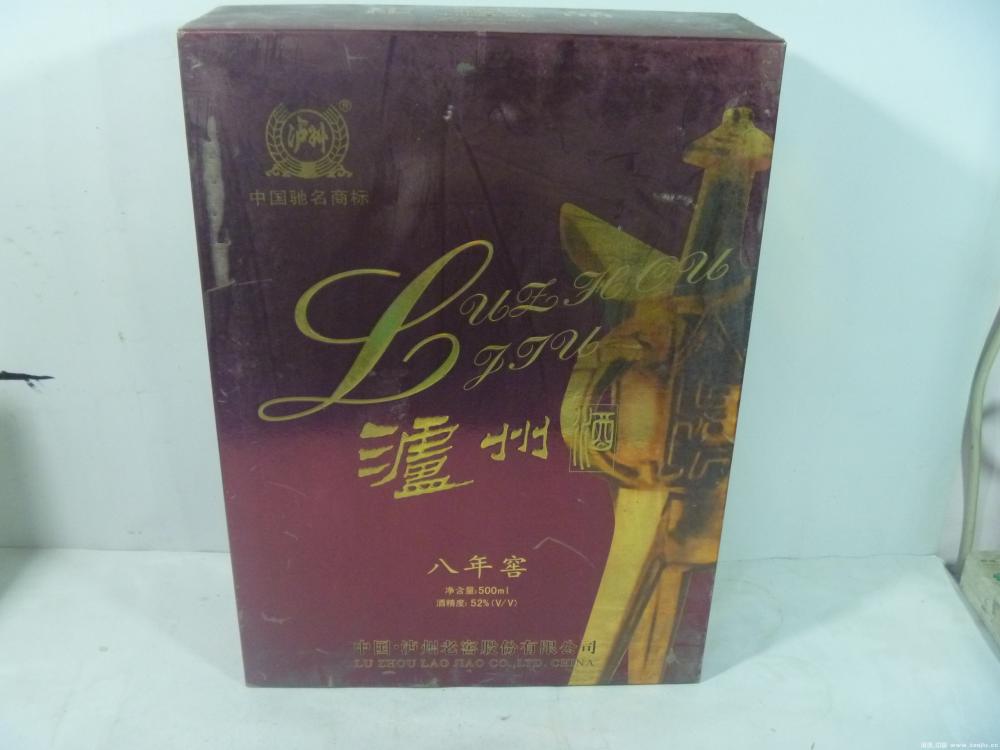 泸州®
中国驰名商标
LUZHOU
JIU
瀘州酒
八年窖
净含量:500ml
酒精度:52%(V/V)
中国·泸州老窖股份有限公司
LU ZHOU LAO JIAO CO.,LTD. CHINA